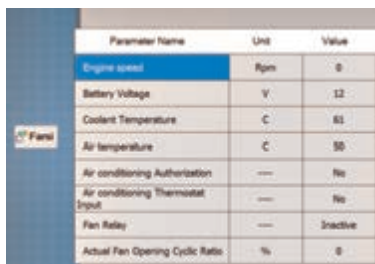 Parameter Name Unit Value
Engine speed Rpm 0
Battery Voltage V 12
Coolant Temperature C 61
Fami
Air temperature C 50
Air conditioning Authorization ---- No
Air conditioning Thermostat
Input ---- No
Fan Relay ---- Inactive
Actual Fan Opening Cyclic Ratio % 0